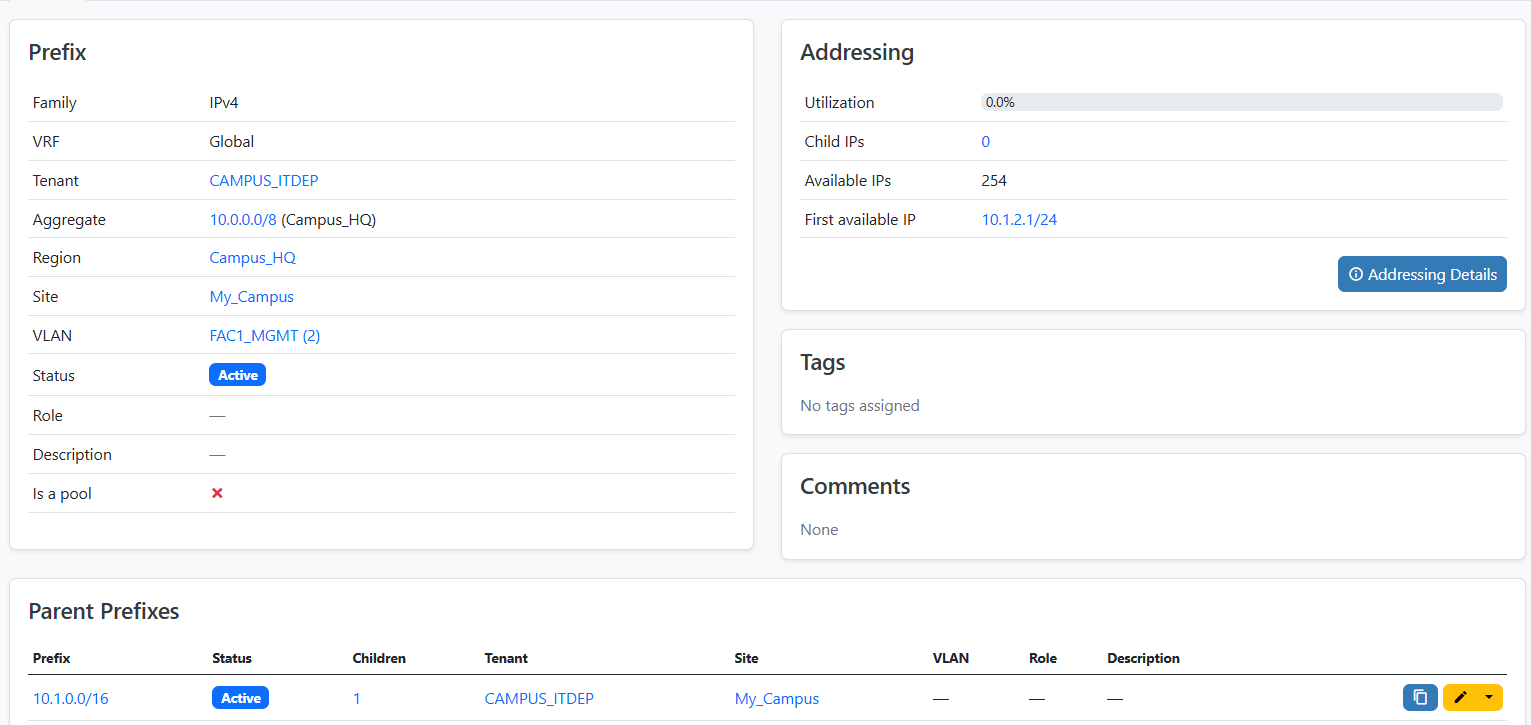 Prefix
Family IPv4
VRF Global
Tenant CAMPUS_ITDEP
Aggregate 10.0.0.0/8 (Campus_HQ)
Region Campus_HQ
Site My_Campus
VLAN FAC1_MGMT (2)
Status Active
Role —
Description —
Is a pool
Addressing
Utilization 0.0%
Child IPs 0
Available IPs 254
First available IP 10.1.2.1/24
Addressing Details
Tags
No tags assigned
Comments
None
Parent Prefixes
Prefix Status Children Tenant Site VLAN Role Description
10.1.0.0/16 Active 1 CAMPUS_ITDEP My_Campus — — —